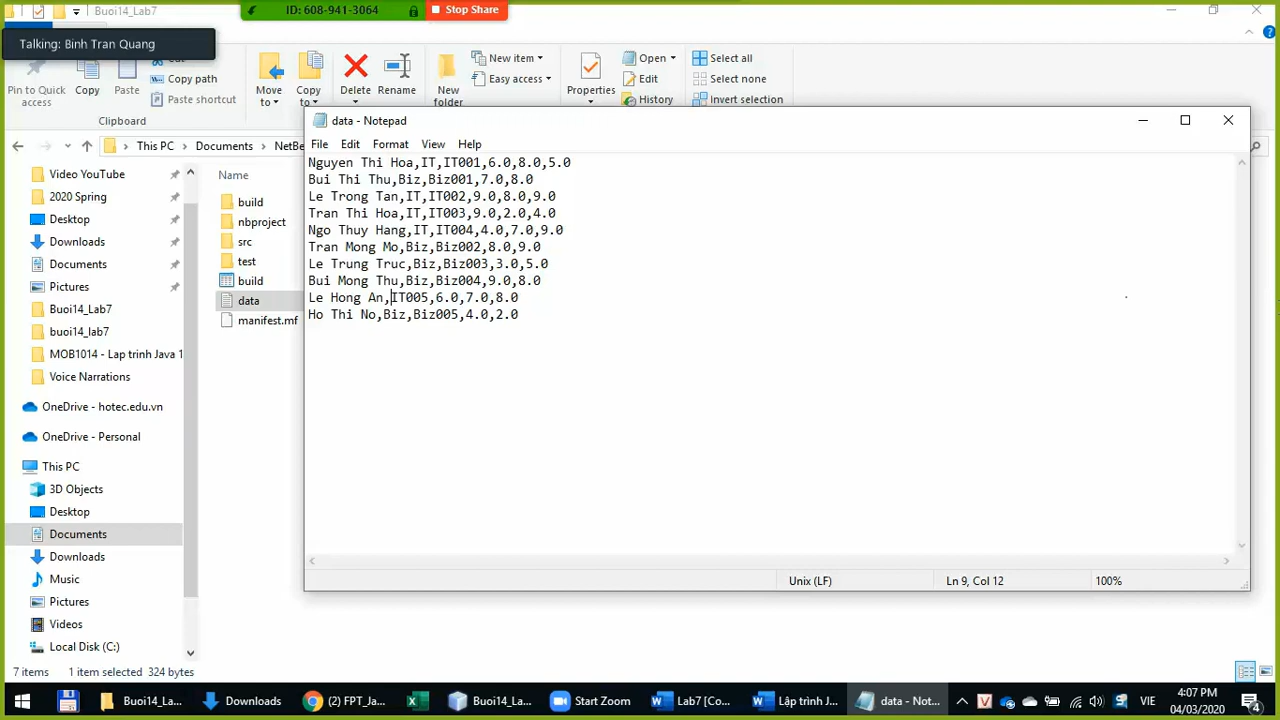 Buoi14_Lab7
ID: 608-941-3064
Stop Share
Talking: Binh Tran Quang
Pin to Quick access
Copy
Paste
Copy path
Paste shortcut
Clipboard
Move to
Copy to
Delete
Rename
New folder
New item
Easy access
Properties
Open
Edit
History
Select all
Select none
Invert selection
This PC
Documents
Video YouTube
2020 Spring
Desktop
Downloads
Documents
Pictures
Buoi14_Lab7
buoi14_lab7
MOB1014 - Lap trinh Java 1
Voice Narrations
OneDrive - hotec.edu.vn
OneDrive - Personal
This PC
3D Objects
Desktop
Documents
Downloads
Music
Pictures
Videos
Local Disk (C:)
Name
build
nbproject
src
test
build
data
manifest.mf
data - Notepad
File Edit Format View Help
Nguyen Thi Hoa,IT,IT001,6.0,8.0,5.0
Bui Thi Thu,Biz,Biz001,7.0,8.0
Le Trong Tan,IT,IT002,9.0,8.0,9.0
Tran Thi Hoa,IT,IT003,9.0,2.0,4.0
Ngo Thuy Hang,IT,IT004,4.0,7.0,9.0
Tran Mong Mo,Biz,Biz002,8.0,9.0
Le Trung Truc,Biz,Biz003,3.0,5.0
Bui Mong Thu,Biz,Biz004,9.0,8.0
Le Hong An,IT005,6.0,7.0,8.0
Ho Thi No,Biz,Biz005,4.0,2.0
Unix (LF) Ln 9, Col 12 100%
7 items 1 item selected 324 bytes
Buoi14_La...
Downloads
(2) FPT_Ja...
Buoi14_La...
Start Zoom
Lab7 [Co...
Lập trình J...
data - Not...
VIE
4:07 PM
04/03/2020
4